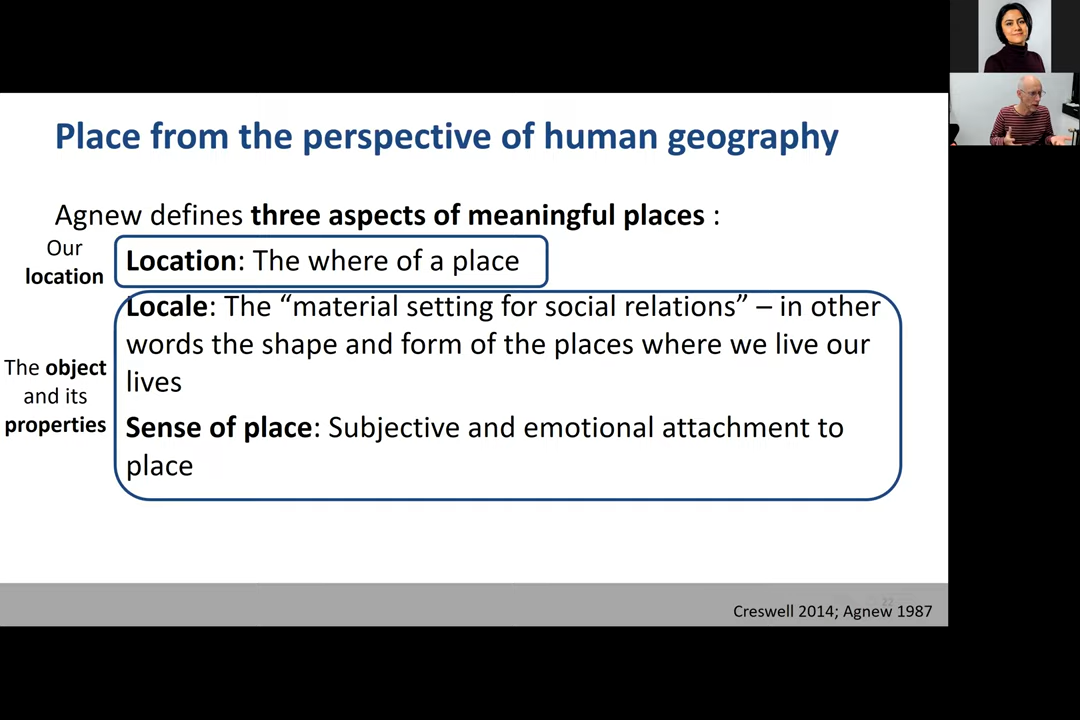 Place from the perspective of human geography
Agnew defines three aspects of meaningful places :
Our
location
Location: The where of a place
Locale: The “material setting for social relations” – in other
words the shape and form of the places where we live our
lives
The object
and its
properties
Sense of place: Subjective and emotional attachment to
place
22
Creswell 2014; Agnew 1987